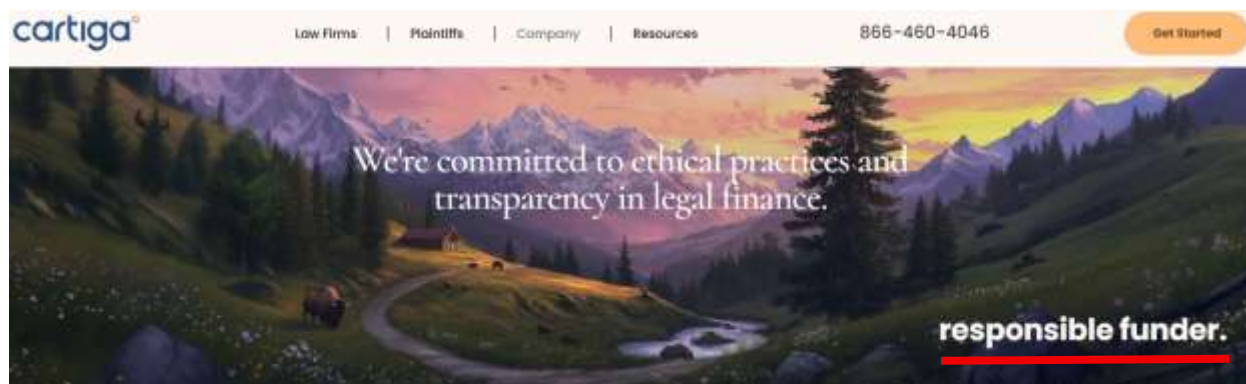 cartiga
Law Firms | Plaintiffs | Company | Resources
866-460-4046
Get Started
We're committed to ethical practices and
transparency in legal finance.
responsible funder.